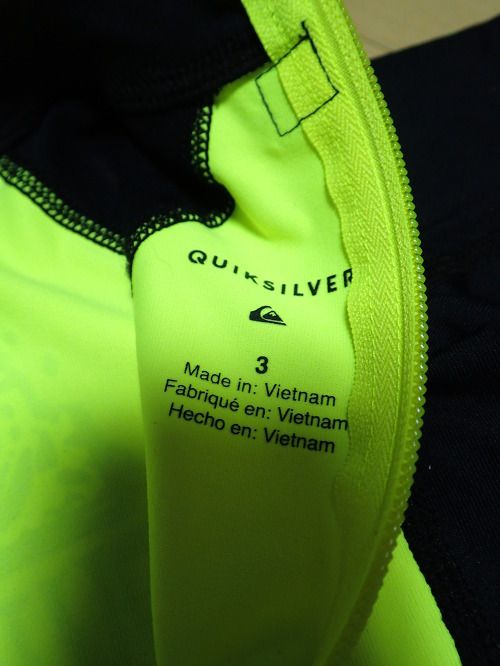 QUIKSILVER
3
Made in: Vietnam
Fabriqué en: Vietnam
Hecho en: Vietnam